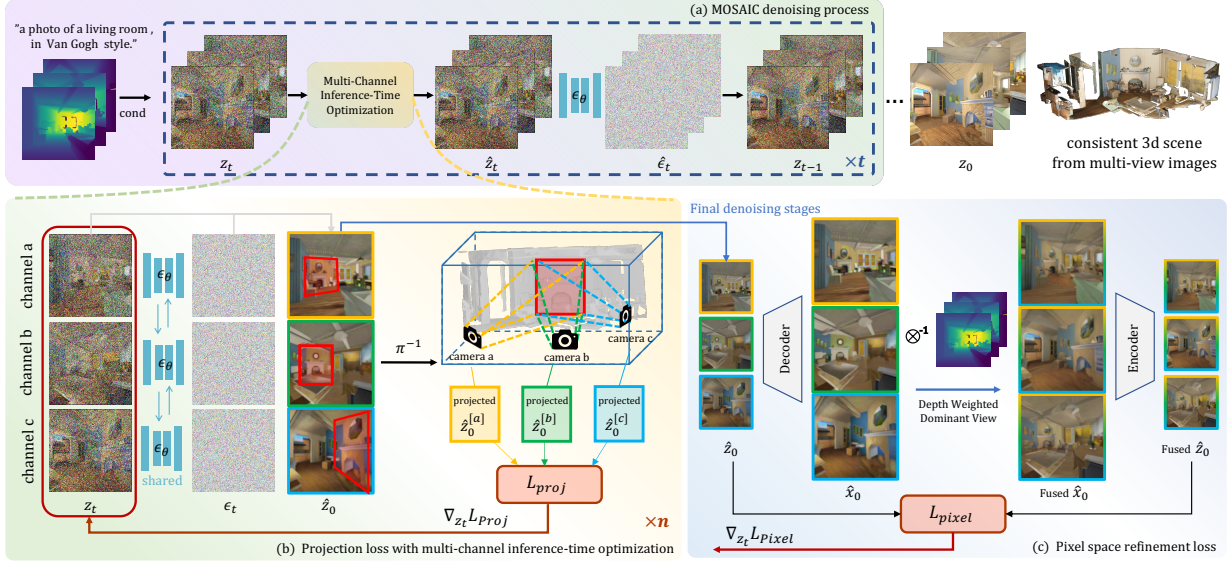 (a) MOSAIC denoising process
"a photo of a living room ,
in Van Gogh style."
cond
Multi-Channel
Inference-Time
Optimization
ϵθ
...
z_t
ẑ_t
ϵ̂_t
z_{t−1}
×t
z_0
consistent 3d scene
from multi-view images
channel a
channel b
channel c
ϵθ
ϵθ
ϵθ
shared
z_t
ϵ_t
ẑ_0
π⁻¹
camera a
camera b
camera c
projected
ẑ_0^{[a]}
projected
ẑ_0^{[b]}
projected
ẑ_0^{[c]}
L_{proj}
∇_{z_t} L_{Proj}
×n
(b) Projection loss with multi-channel inference-time optimization
Final denoising stages
Decoder
⊗⁻¹
Depth Weighted
Dominant View
Encoder
ẑ_0
x̂_0
Fused x̂_0
Fused ẑ_0
L_{pixel}
∇_{z_t} L_{Pixel}
(c) Pixel space refinement loss